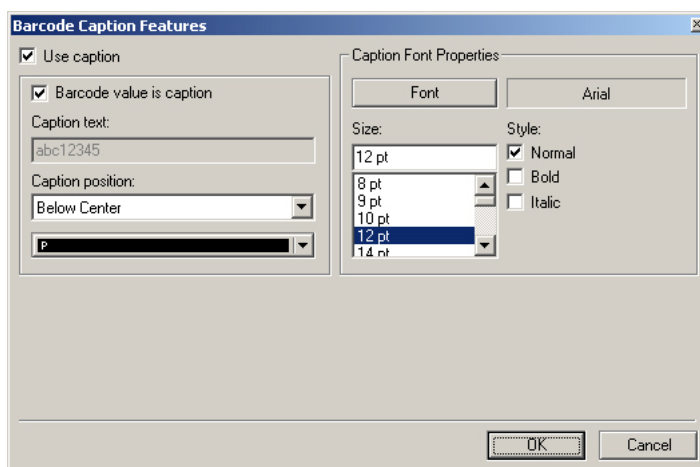 Barcode Caption Features
Use caption
Barcode value is caption
Caption text:
abc12345
Caption position:
Below Center
P
Caption Font Properties
Font
Arial
Size:
12 pt
8 pt
9 pt
10 pt
12 pt
14 pt
Style:
Normal
Bold
Italic
OK
Cancel